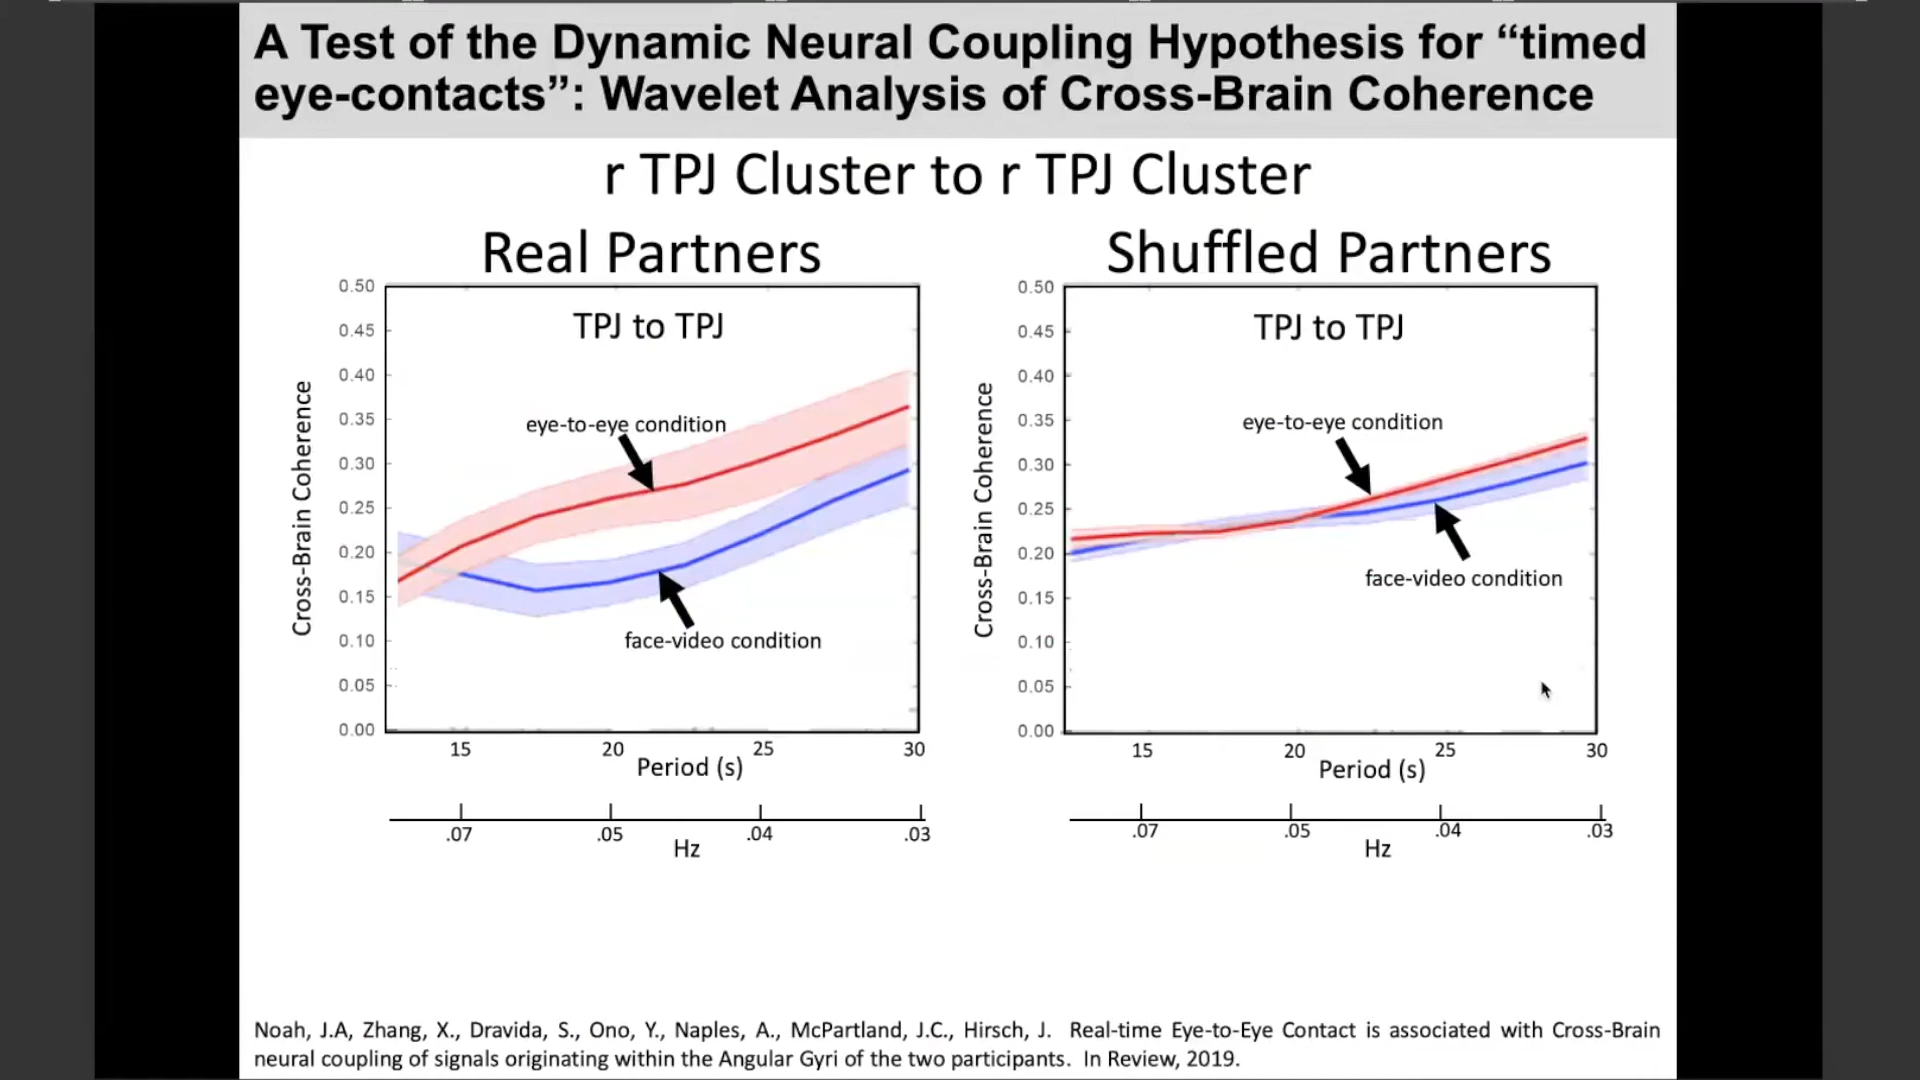 A Test of the Dynamic Neural Coupling Hypothesis for “timed
eye-contacts”: Wavelet Analysis of Cross-Brain Coherence
r TPJ Cluster to r TPJ Cluster
Real Partners
Cross-Brain Coherence
0.50
0.45
0.40
0.35
0.30
0.25
0.20
0.15
0.10
0.05
0.00
TPJ to TPJ
eye-to-eye condition
face-video condition
15 20 25 30
Period (s)
.07 .05 .04 .03
Hz
Shuffled Partners
Cross-Brain Coherence
0.50
0.45
0.40
0.35
0.30
0.25
0.20
0.15
0.10
0.05
0.00
TPJ to TPJ
eye-to-eye condition
face-video condition
15 20 25 30
Period (s)
.07 .05 .04 .03
Hz
Noah, J.A, Zhang, X., Dravida, S., Ono, Y., Naples, A., McPartland, J.C., Hirsch, J. Real-time Eye-to-Eye Contact is associated with Cross-Brain
neural coupling of signals originating within the Angular Gyri of the two participants. In Review, 2019.